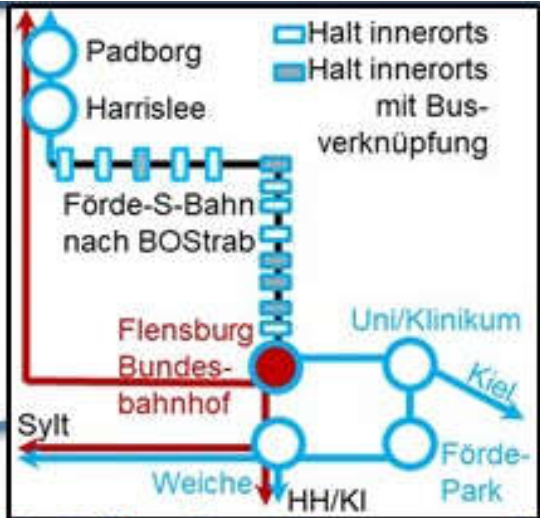 Padborg
Harrislee
Halt innerorts
Halt innerorts
mit Bus-
verknüpfung
Förde-S-Bahn
nach BOStrab
Flensburg
Bundes-
bahnhof
Uni/Klinikum
Kiel
Sylt
Weiche
Förde-
Park
HH/KI